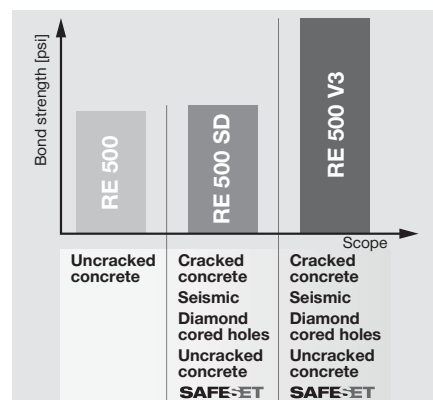 Bond strength [psi]
RE 500
RE 500 SD
RE 500 V3
Scope
Uncracked
concrete
Cracked
concrete
Seismic
Diamond
cored holes
Uncracked
concrete
SAFESET
Cracked
concrete
Seismic
Diamond
cored holes
Uncracked
concrete
SAFESET